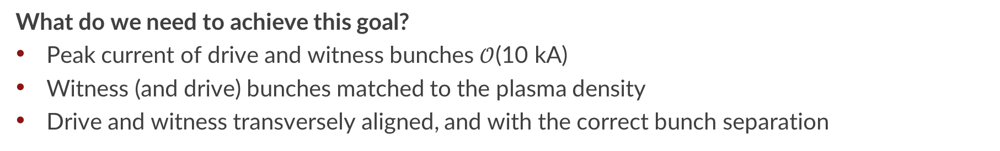 What do we need to achieve this goal?
• Peak current of drive and witness bunches 𝒪(10 kA)
• Witness (and drive) bunches matched to the plasma density
• Drive and witness transversely aligned, and with the correct bunch separation